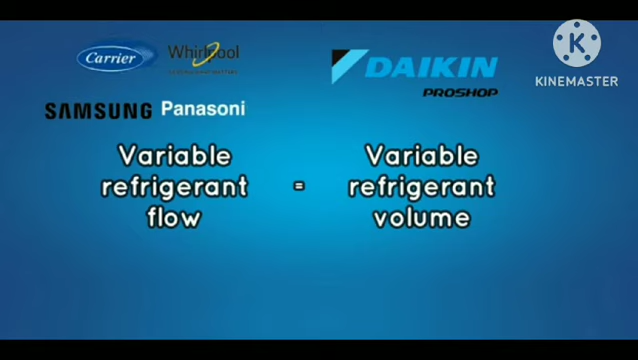 Carrier
Whirlpool
DAIKIN
PROSHOP
KINEMASTER
SAMSUNG
Panasoni
Variable
refrigerant
flow
=
Variable
refrigerant
volume
K